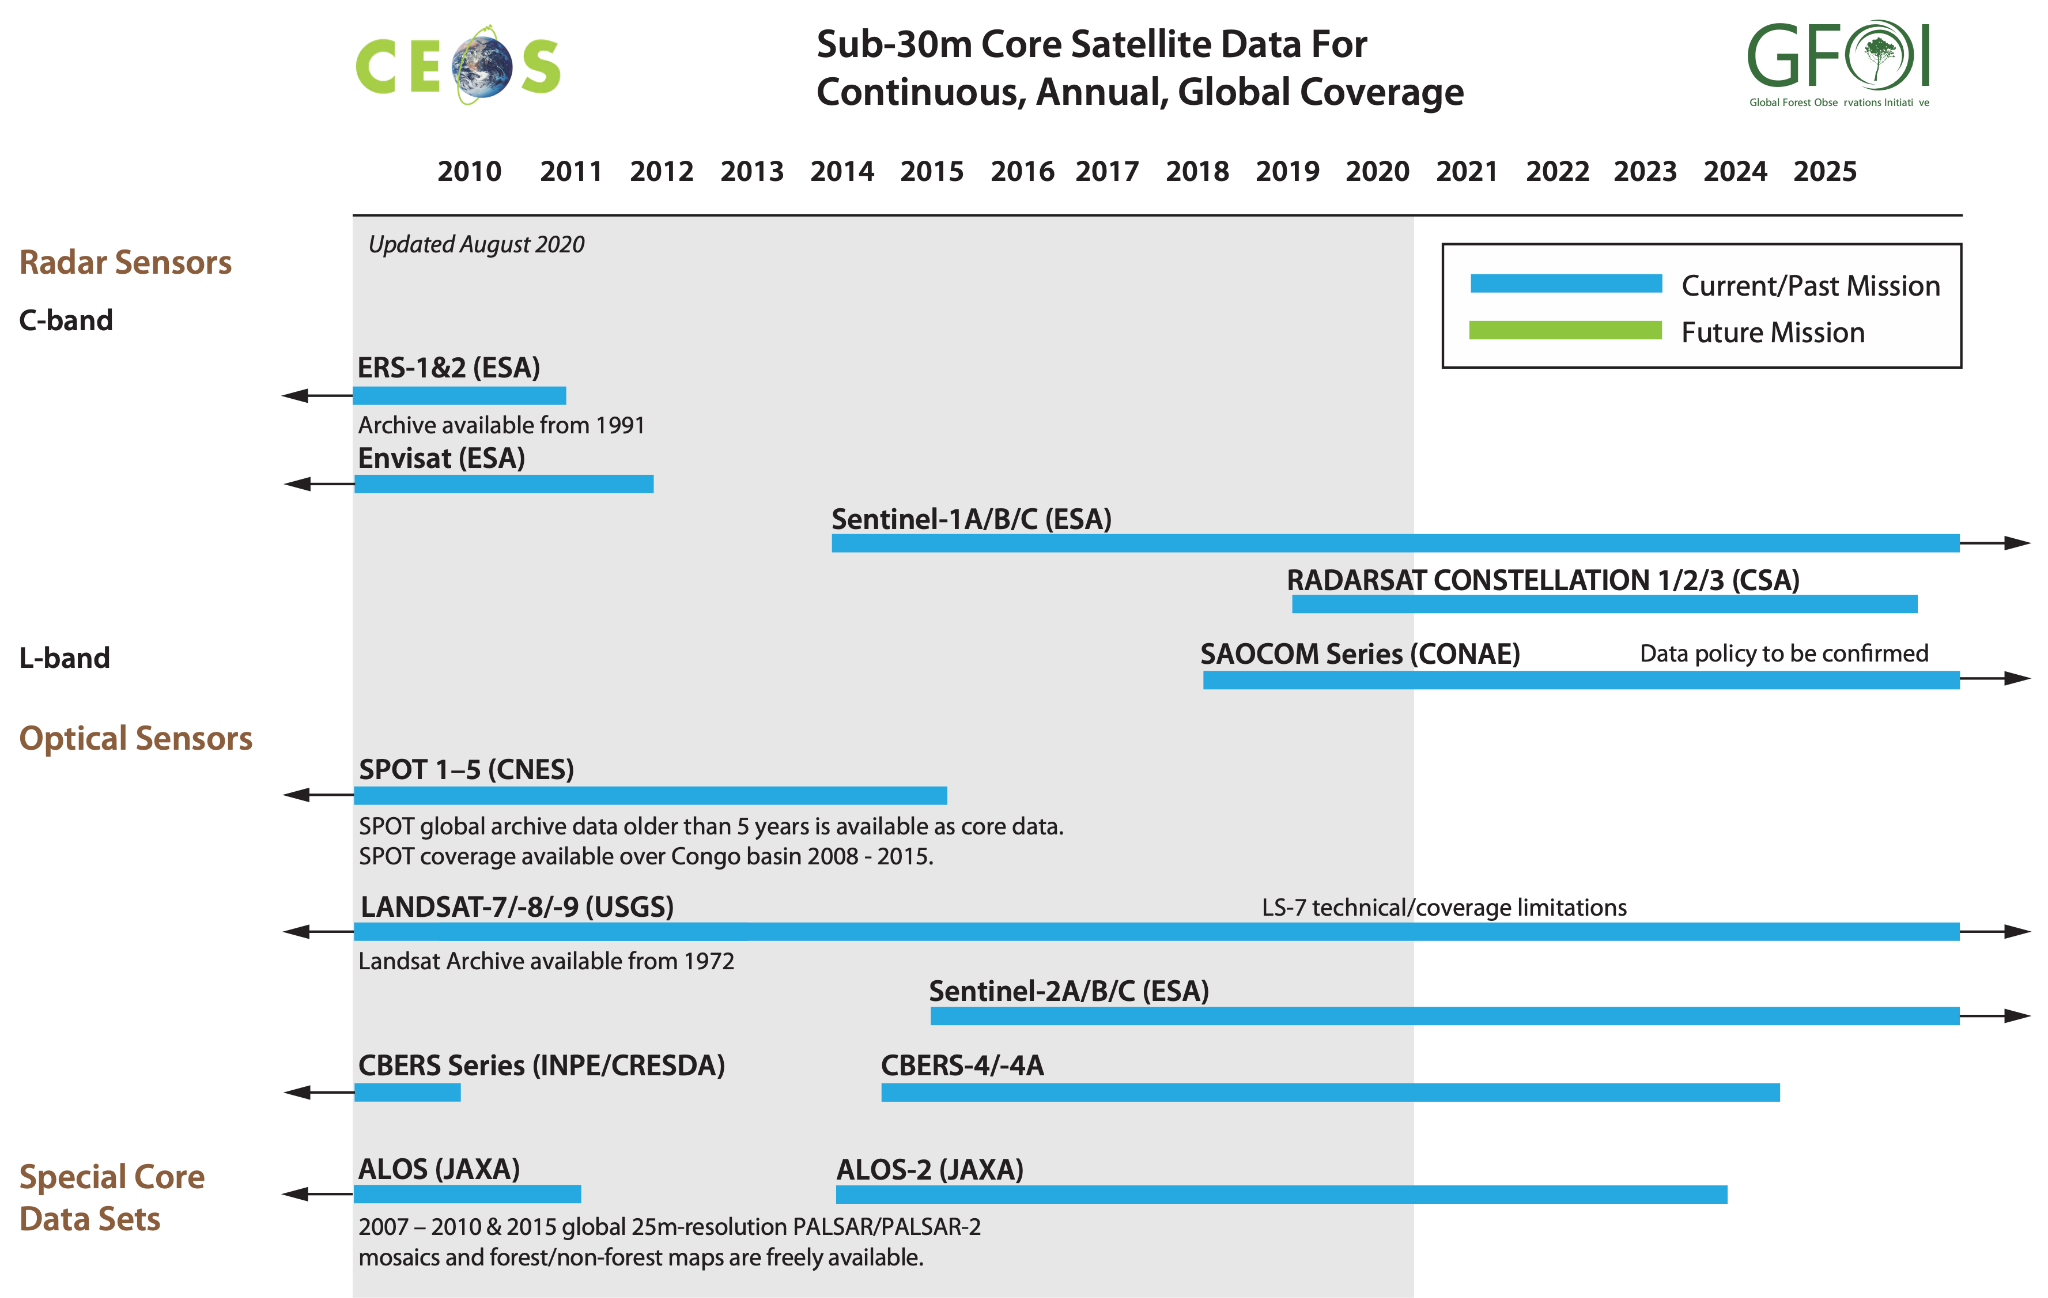 CEOS
Sub-30m Core Satellite Data For
Continuous, Annual, Global Coverage
GFOI
Global Forest Obse rvations Initiati ve
2010 2011 2012 2013 2014 2015 2016 2017 2018 2019 2020 2021 2022 2023 2024 2025
Updated August 2020
Current/Past Mission
Future Mission
Radar Sensors
C-band
ERS-1&2 (ESA)
Archive available from 1991
Envisat (ESA)
Sentinel-1A/B/C (ESA)
RADARSAT CONSTELLATION 1/2/3 (CSA)
L-band
SAOCOM Series (CONAE)
Data policy to be confirmed
Optical Sensors
SPOT 1–5 (CNES)
SPOT global archive data older than 5 years is available as core data.
SPOT coverage available over Congo basin 2008 - 2015.
LANDSAT-7/-8/-9 (USGS)
LS-7 technical/coverage limitations
Landsat Archive available from 1972
Sentinel-2A/B/C (ESA)
CBERS Series (INPE/CRESDA)
CBERS-4/-4A
Special Core
Data Sets
ALOS (JAXA)
ALOS-2 (JAXA)
2007 – 2010 & 2015 global 25m-resolution PALSAR/PALSAR-2
mosaics and forest/non-forest maps are freely available.